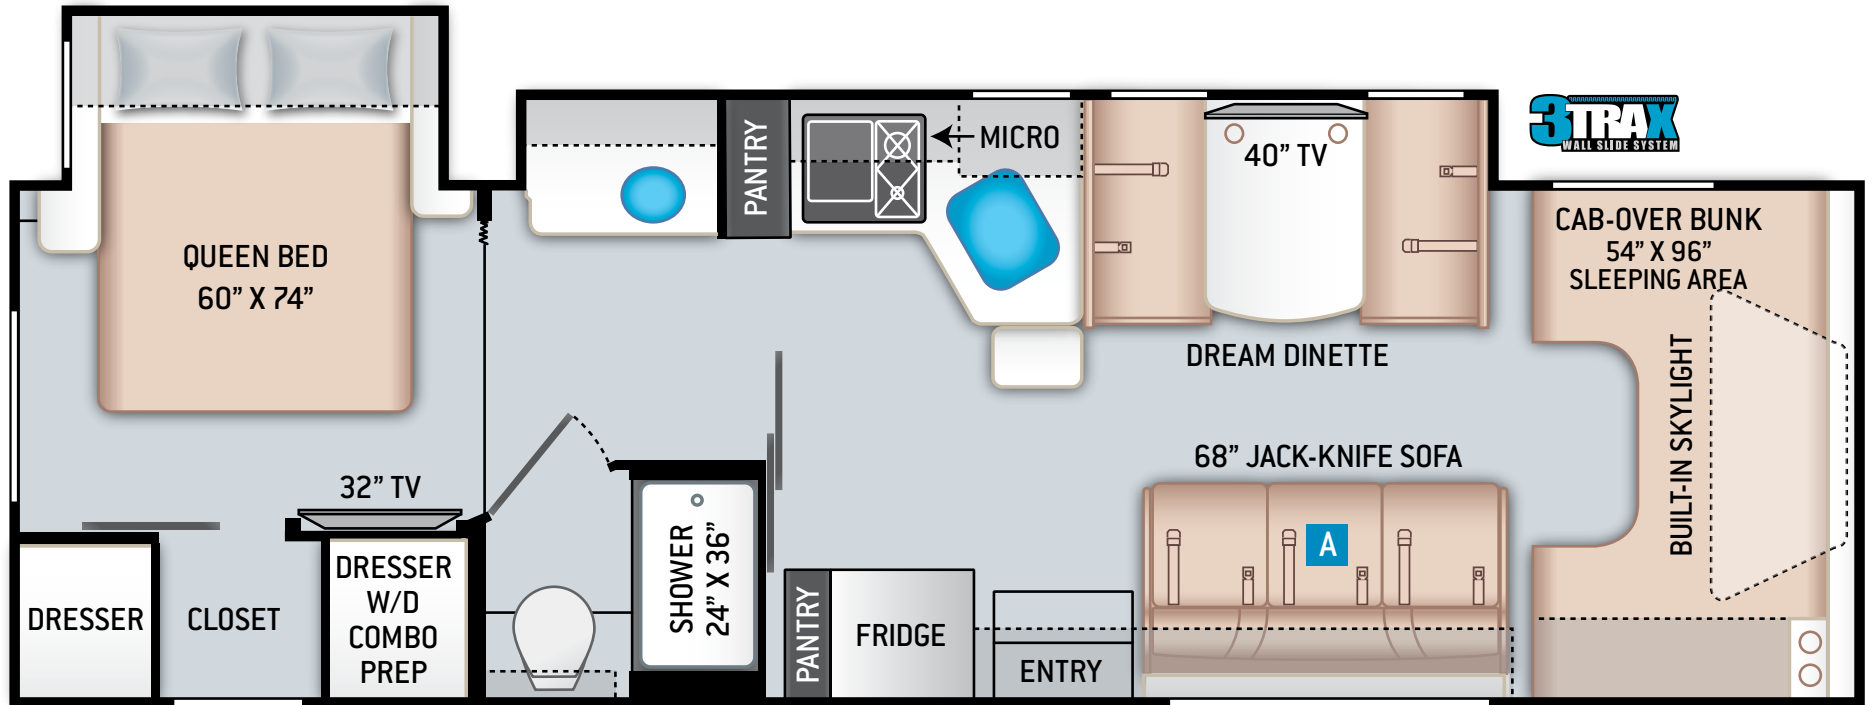 3TRAX
WALL SLIDE SYSTEM
PANTRY
MICRO
40” TV
QUEEN BED
60” X 74”
CAB-OVER BUNK
54” X 96”
SLEEPING AREA
DREAM DINETTE
BUILT-IN SKYLIGHT
68” JACK-KNIFE SOFA
A
32” TV
DRESSER
CLOSET
DRESSER
W/D
COMBO
PREP
SHOWER
24” X 36”
PANTRY
FRIDGE
ENTRY